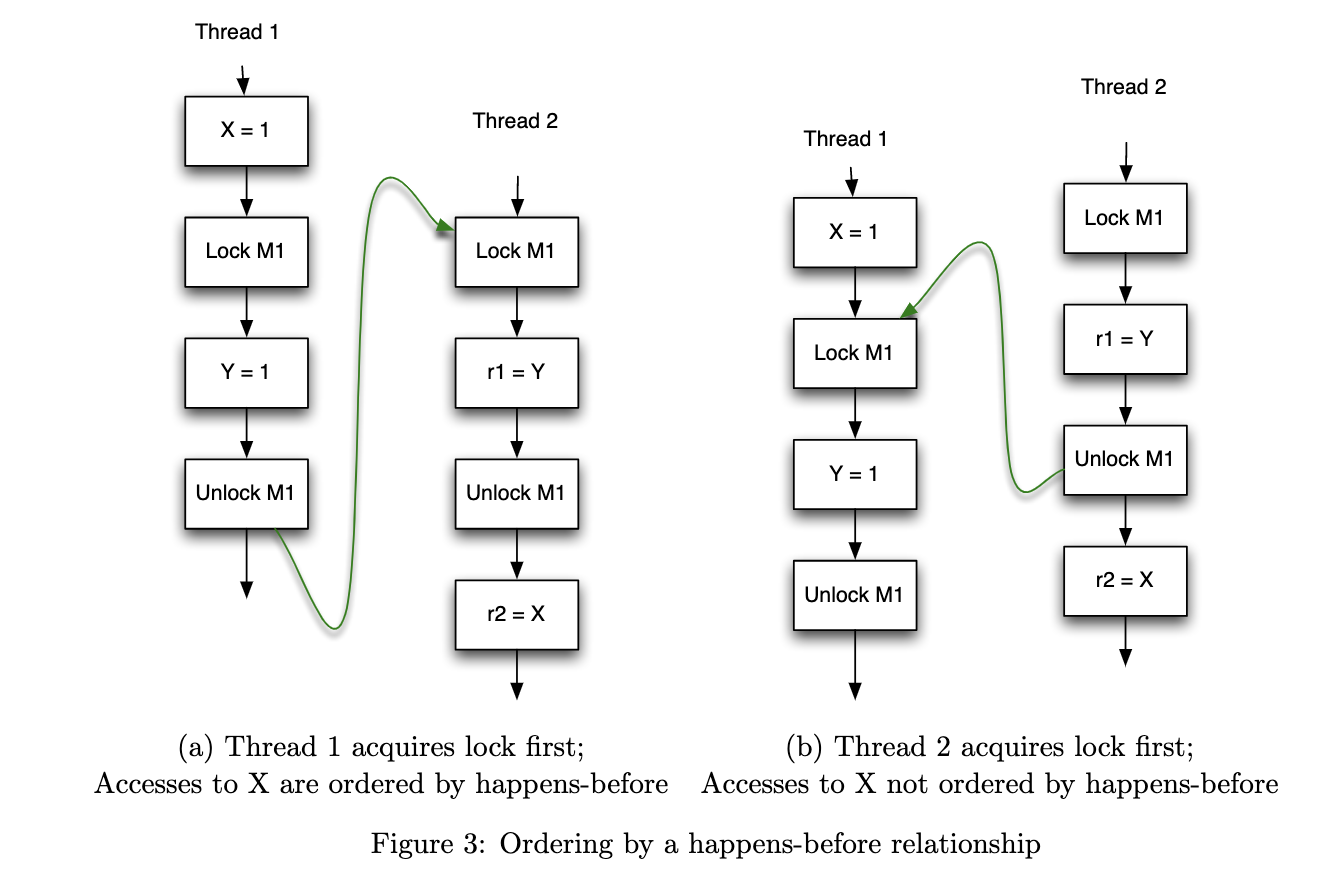 Thread 1
X = 1
Lock M1
Y = 1
Unlock M1
Thread 2
Lock M1
r1 = Y
Unlock M1
r2 = X
(a) Thread 1 acquires lock first;
Accesses to X are ordered by happens-before
Thread 1
X = 1
Lock M1
Y = 1
Unlock M1
Thread 2
Lock M1
r1 = Y
Unlock M1
r2 = X
(b) Thread 2 acquires lock first;
Accesses to X not ordered by happens-before
Figure 3: Ordering by a happens-before relationship